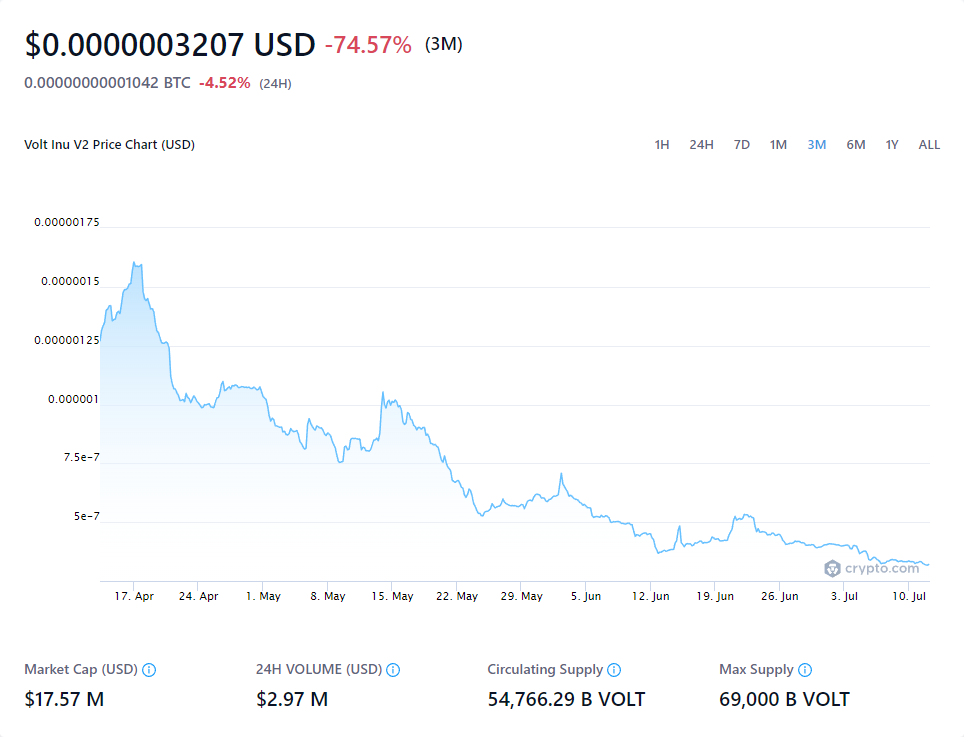 $0.0000003207 USD -74.57% (3M)
0.00000000001042 BTC -4.52% (24H)
Volt Inu V2 Price Chart (USD) 1H 24H 7D 1M 3M 6M 1Y ALL
0.00000175
0.0000015
0.00000125
0.000001
7.5e-7
5e-7
crypto.com
17. Apr 24. Apr 1. May 8. May 15. May 22. May 29. May 5. Jun 12. Jun 19. Jun 26. Jun 3. Jul 10. Jul
Market Cap (USD) 24H VOLUME (USD) Circulating Supply Max Supply
$17.57 M $2.97 M 54,766.29 B VOLT 69,000 B VOLT